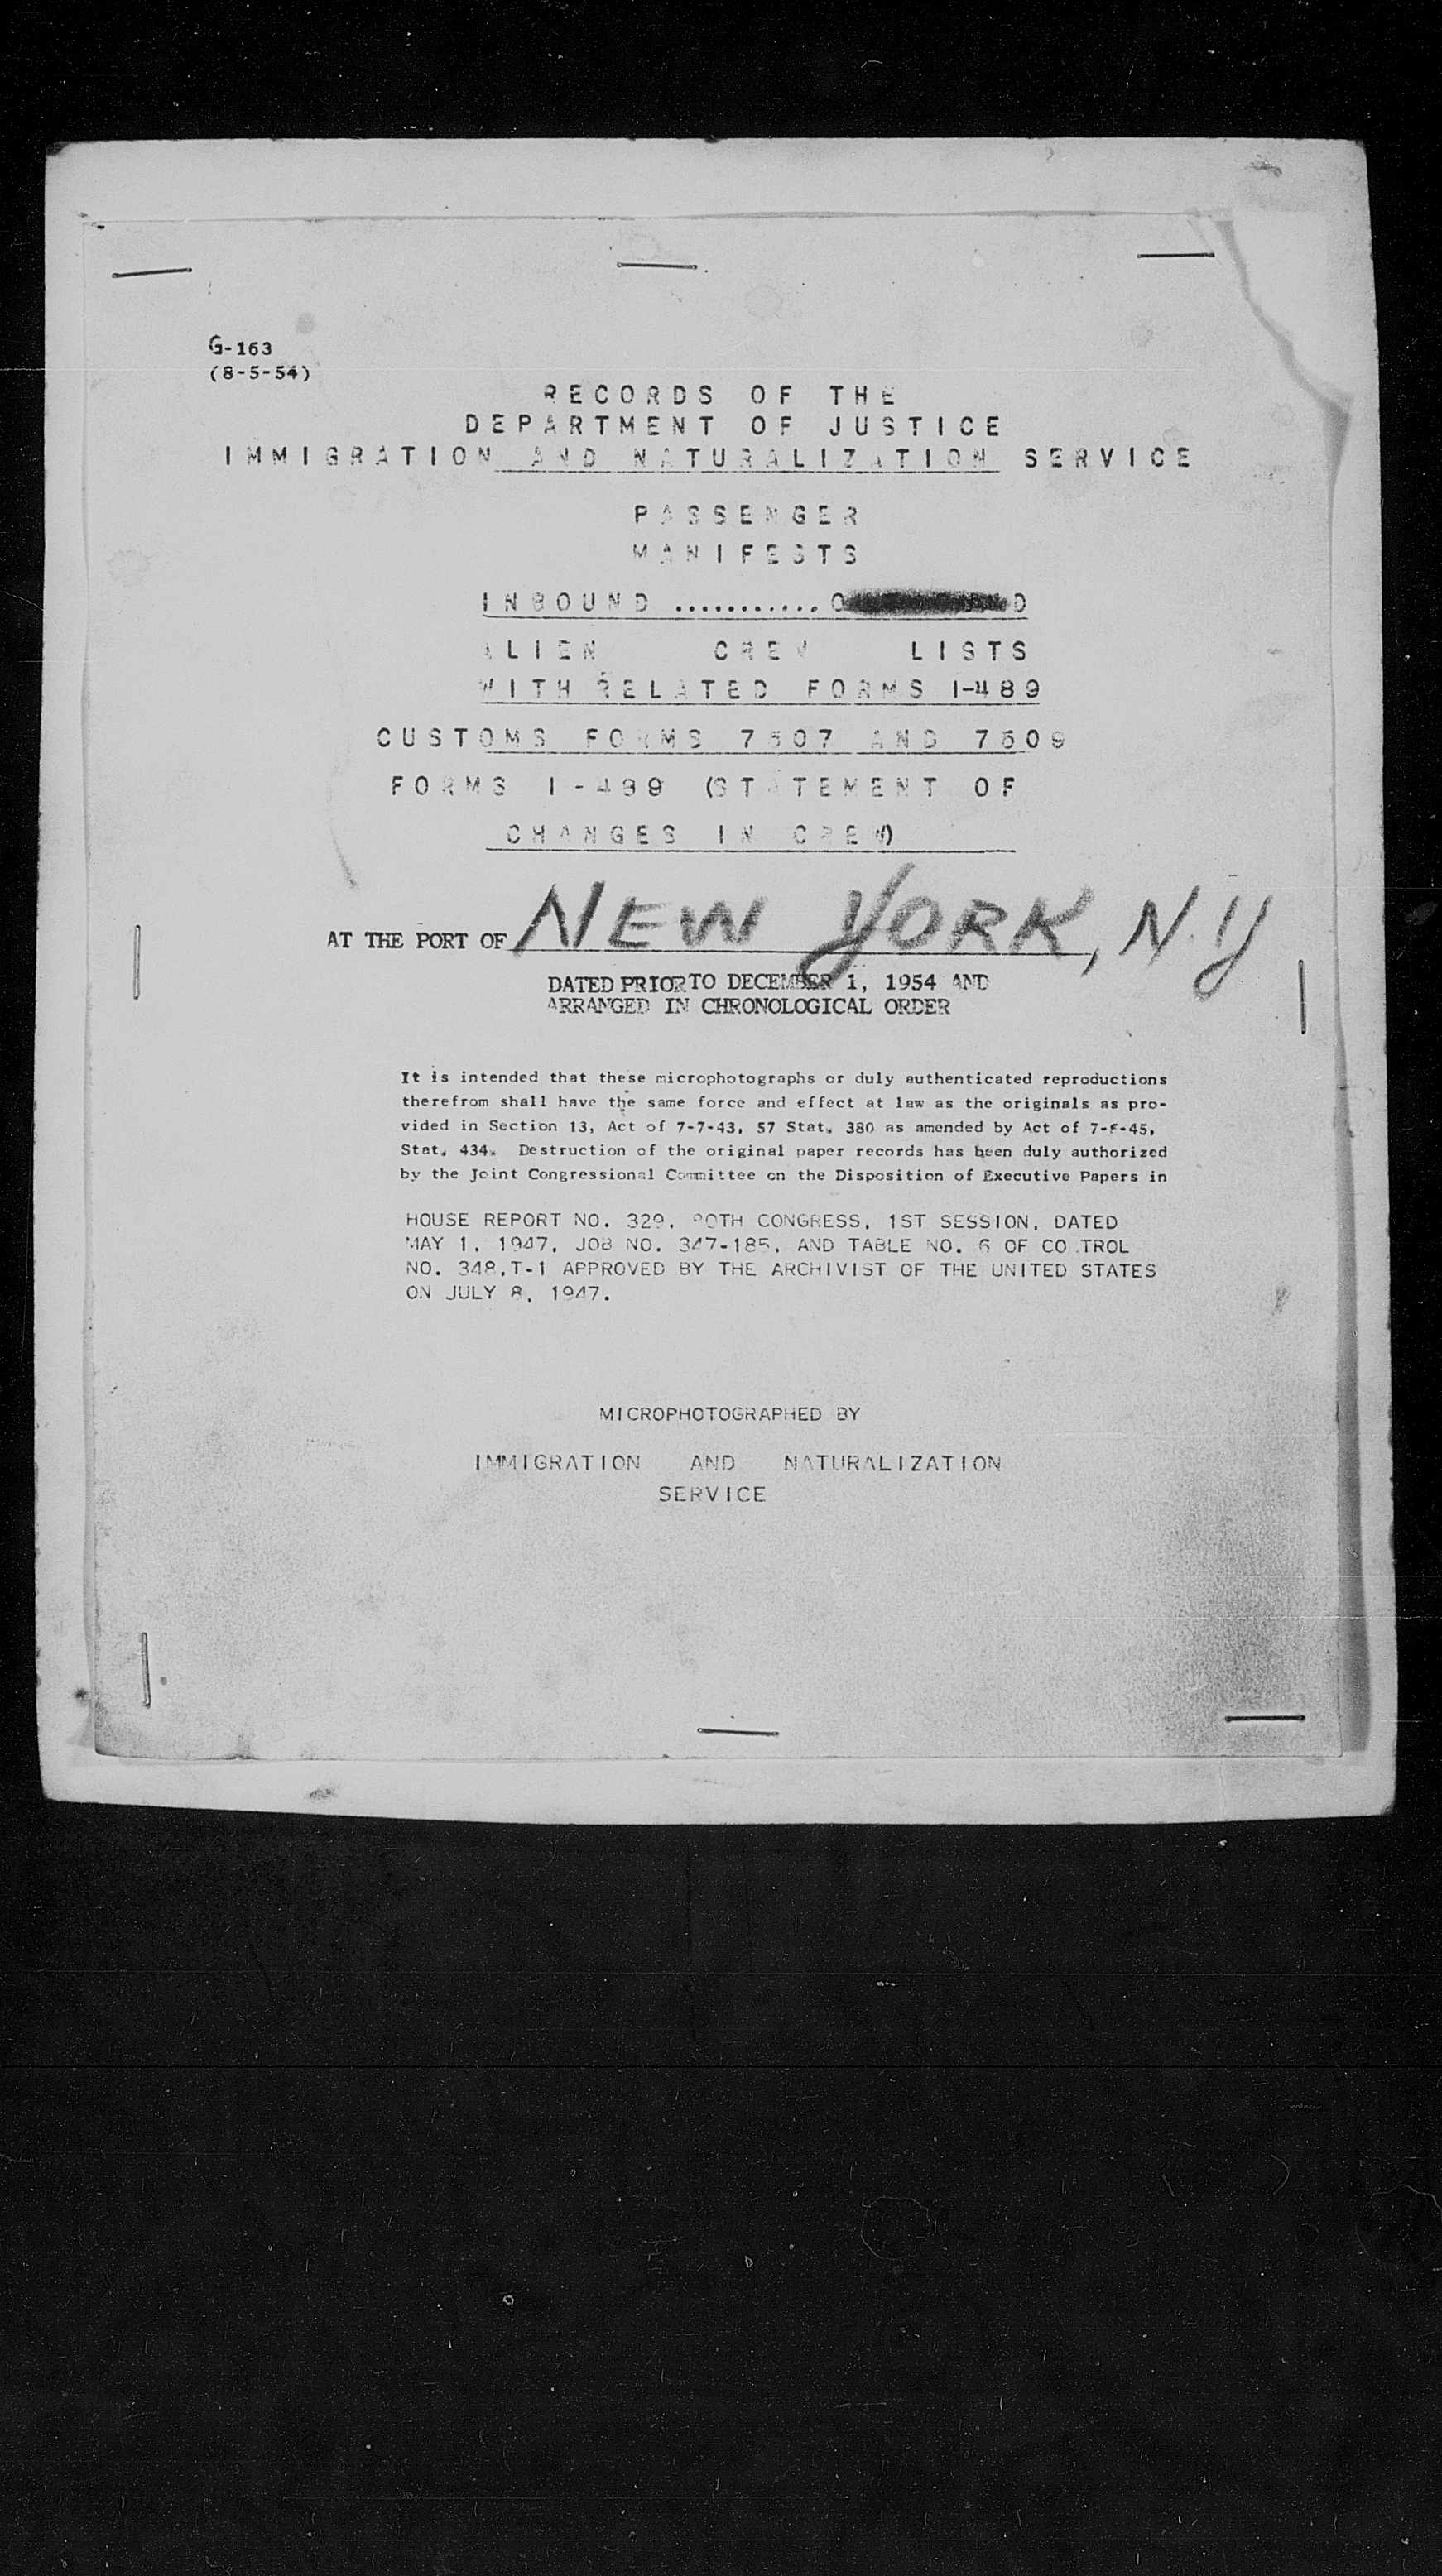 G-163
(8-5-54)
RECORDS OF THE
DEPARTMENT OF JUSTICE
IMMIGRATION AND NATURALIZATION SERVICE
PASSENGER
MANIFESTS
INBOUND ...........
ALIEN CREW LISTS
WITH RELATED FORMS I-489
CUSTOMS FORMS 7507 AND 7509
FORMS I-489 (STATEMENT OF
CHANGES IN CREW)
AT THE PORT OF NEW YORK, N.Y
DATED PRIOR TO DECEMBER 1, 1954 AND
ARRANGED IN CHRONOLOGICAL ORDER
It is intended that these microphotographs or duly authenticated reproductions
therefrom shall have the same force and effect at law as the originals as pro-
vided in Section 13, Act of 7-7-43, 57 Stat. 380 as amended by Act of
Stat. 434. Destruction of the original paper records has been duly authorized
by the Joint Congressional Committee on the Disposition of Executive Papers in
HOUSE REPORT NO. 329, 80TH CONGRESS, 1ST SESSION, DATED
MAY 1, 1947, JOB NO. 347-185, AND TABLE NO. 6 OF CO TROL
NO. 348,T-1 APPROVED BY THE ARCHIVIST OF THE UNITED STATES
ON JULY 8, 1947.
MICROPHOTOGRAPHED BY
IMMIGRATION AND NATURALIZATION
SERVICE